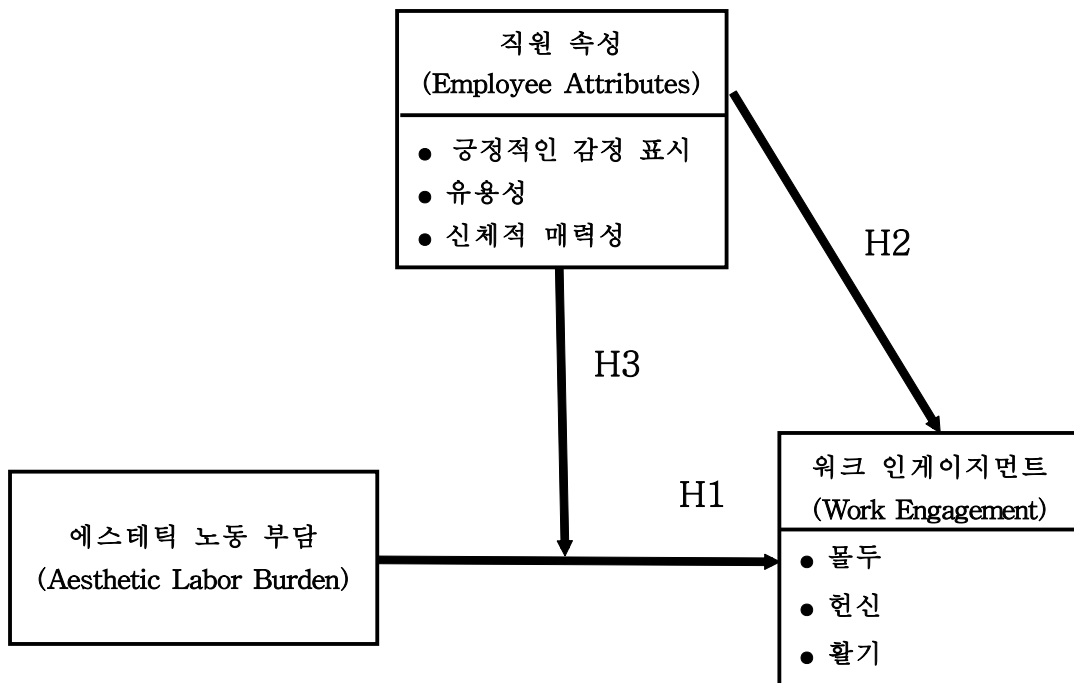 직원 속성
(Employee Attributes)
● 긍정적인 감정 표시
● 유용성
● 신체적 매력성
H2
H3
H1
에스테틱 노동 부담
(Aesthetic Labor Burden)
워크 인게이지먼트
(Work Engagement)
● 몰두
● 헌신
● 활기